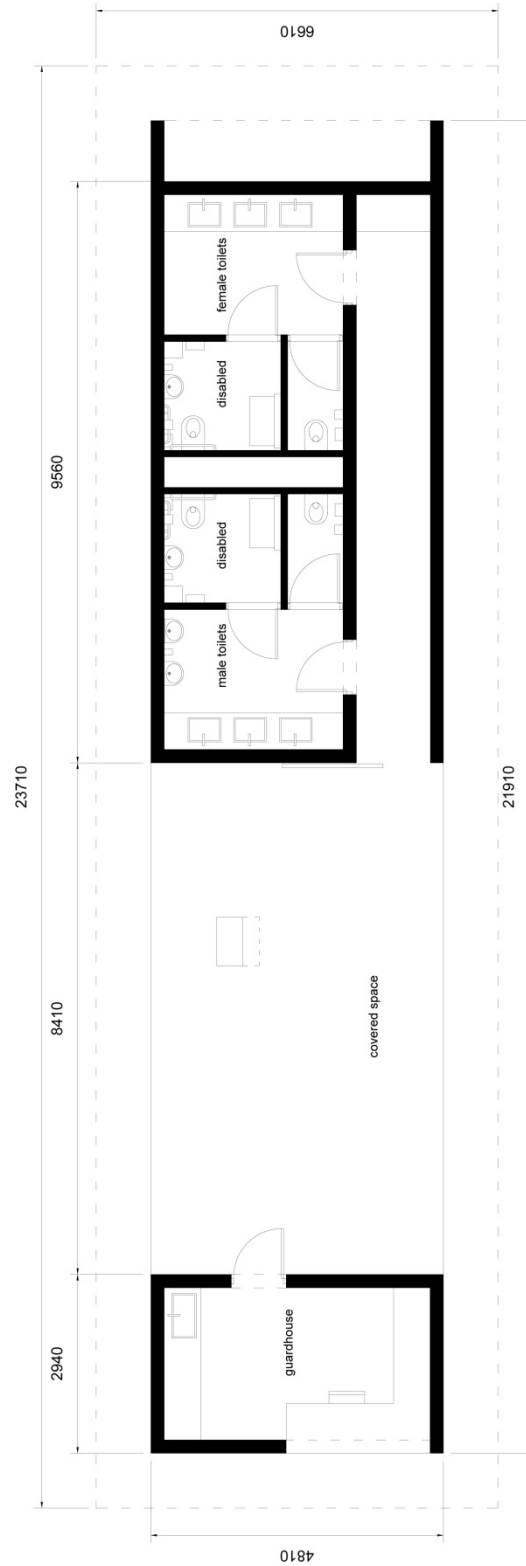 6610
23710
9560
8410
2940
female toilets
disabled
disabled
male toilets
covered space
guardhouse
21910
4810